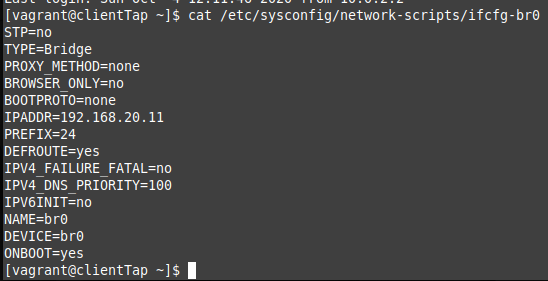 [vagrant@clientTap ~]$ cat /etc/sysconfig/network-scripts/ifcfg-br0
STP=no
TYPE=Bridge
PROXY_METHOD=none
BROWSER_ONLY=no
BOOTPROTO=none
IPADDR=192.168.20.11
PREFIX=24
DEFROUTE=yes
IPV4_FAILURE_FATAL=no
IPV4_DNS_PRIORITY=100
IPV6INIT=no
NAME=br0
DEVICE=br0
ONBOOT=yes
[vagrant@clientTap ~]$